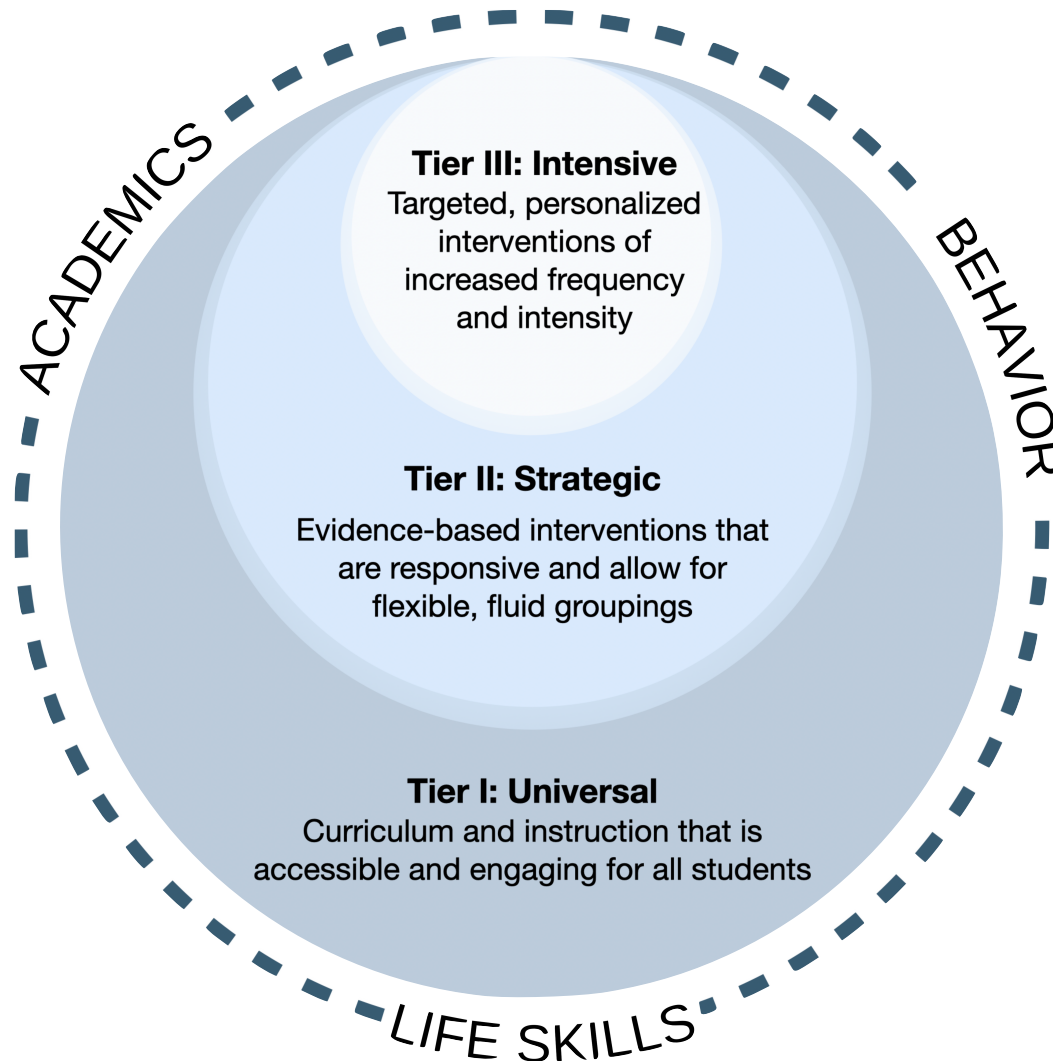 ACADEMICS
BEHAVIOR
Tier III: Intensive
Targeted, personalized
interventions of
increased frequency
and intensity
Tier II: Strategic
Evidence-based interventions that
are responsive and allow for
flexible, fluid groupings
Tier I: Universal
Curriculum and instruction that is
accessible and engaging for all students
LIFE SKILLS